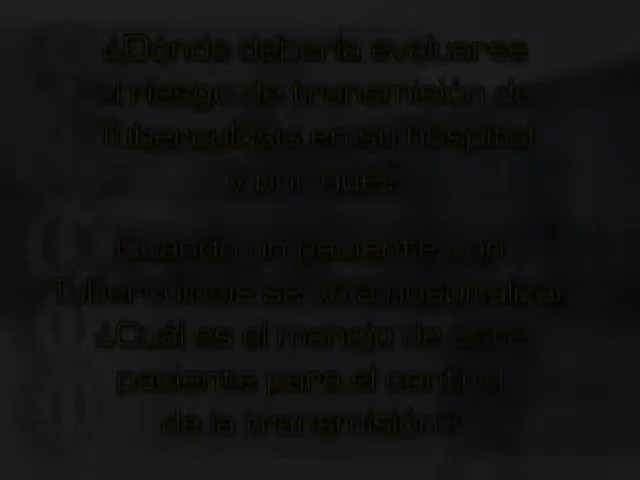 ¿Dónde debería evaluarse
el riesgo de transmisión de
Tuberculosis en su hospital
y por qué?
Cuando un paciente con
Tuberculosis se va a hospitalizar
¿Cuál es el manejo de este
paciente para el control
de la transmisión?